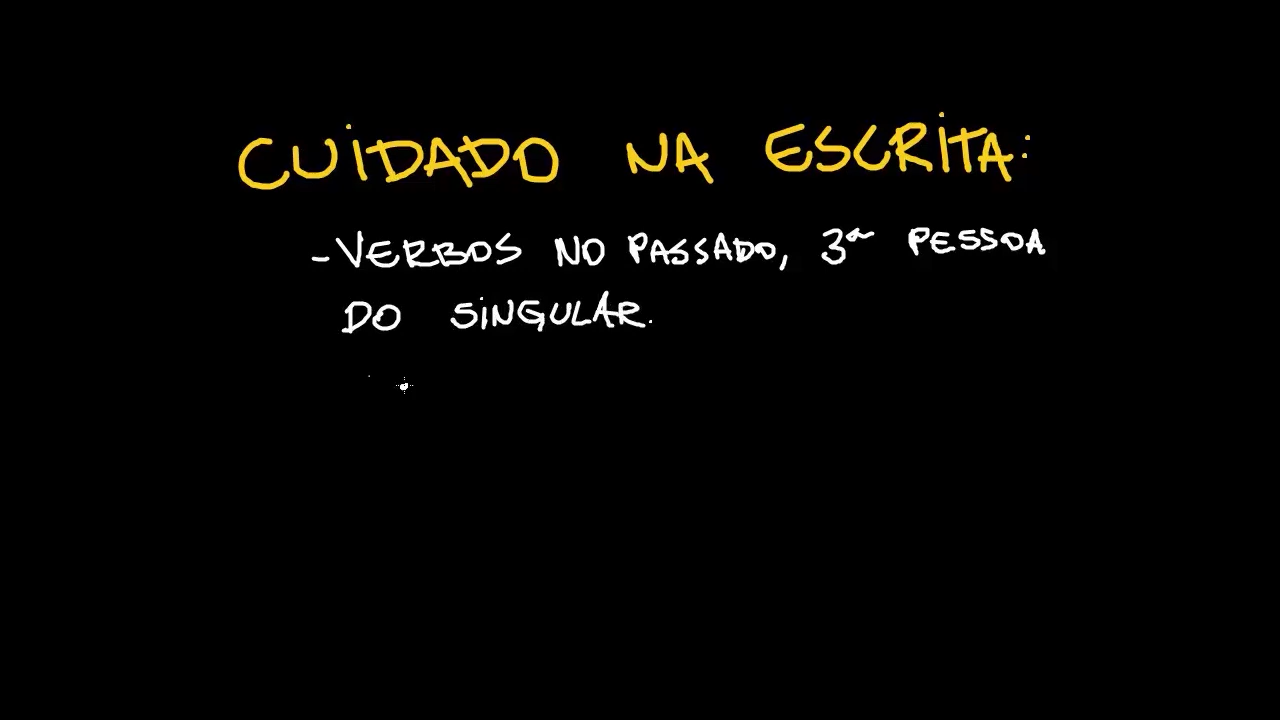 CUIDADO NA ESCRITA:
- VERBOS NO PASSADO, 3ª PESSOA
DO SINGULAR.